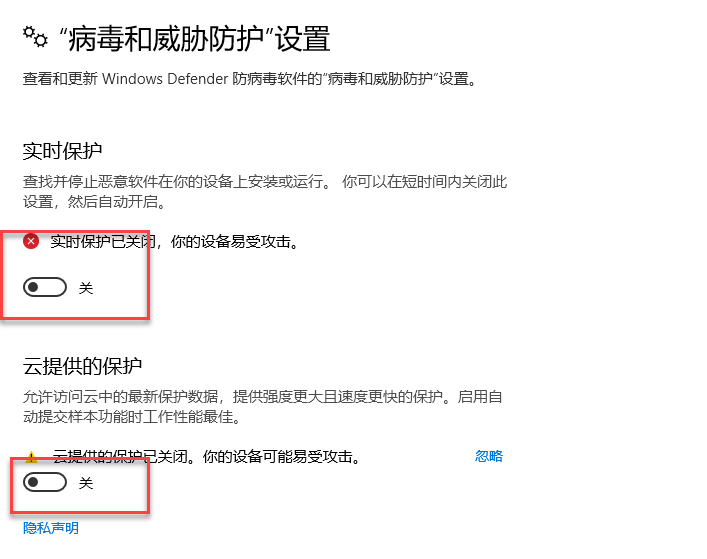 “病毒和威胁防护”设置
查看和更新 Windows Defender 防病毒软件的“病毒和威胁防护”设置。
实时保护
查找并停止恶意软件在你的设备上安装或运行。 你可以在短时间内关闭此
设置，然后自动开启。
实时保护已关闭，你的设备易受攻击。
关
云提供的保护
允许访问云中的最新保护数据，提供强度更大且速度更快的保护。启用自
动提交样本功能时工作性能最佳。
云提供的保护已关闭。你的设备可能易受攻击。 忽略
关
隐私声明